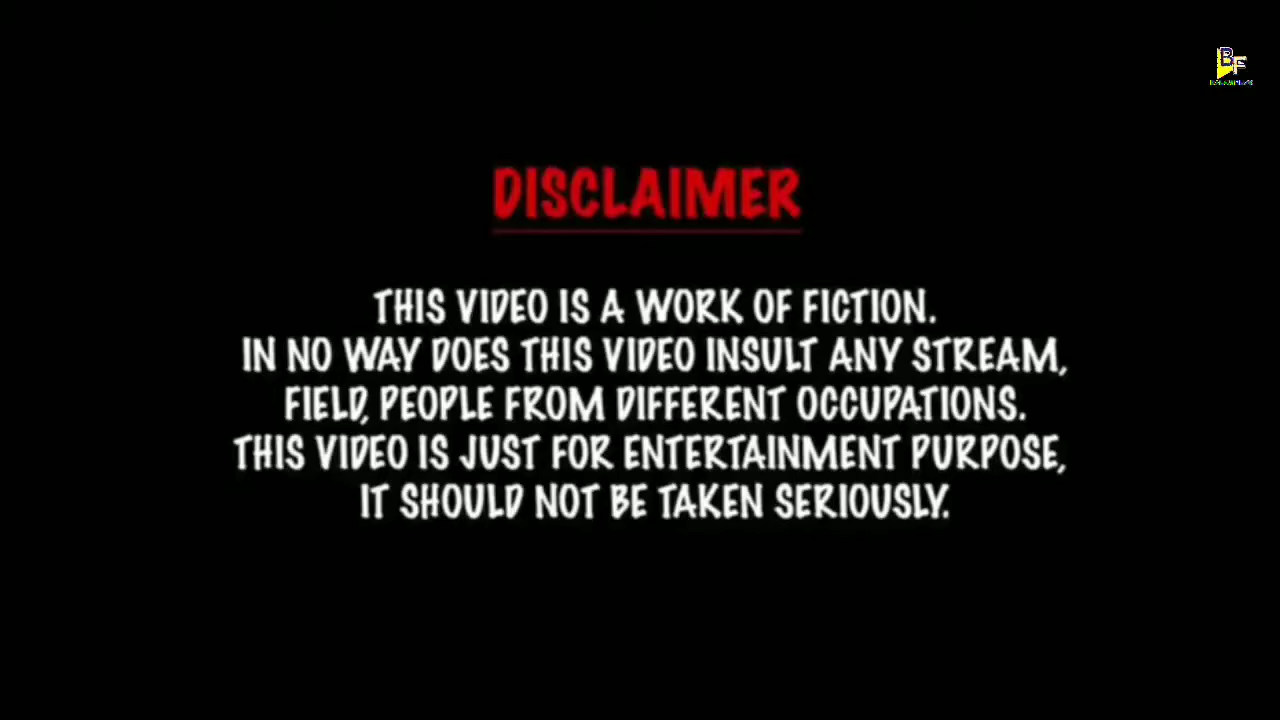 BF
DISCLAIMER
THIS VIDEO IS A WORK OF FICTION.
IN NO WAY DOES THIS VIDEO INSULT ANY STREAM,
FIELD, PEOPLE FROM DIFFERENT OCCUPATIONS.
THIS VIDEO IS JUST FOR ENTERTAINMENT PURPOSE,
IT SHOULD NOT BE TAKEN SERIOUSLY.